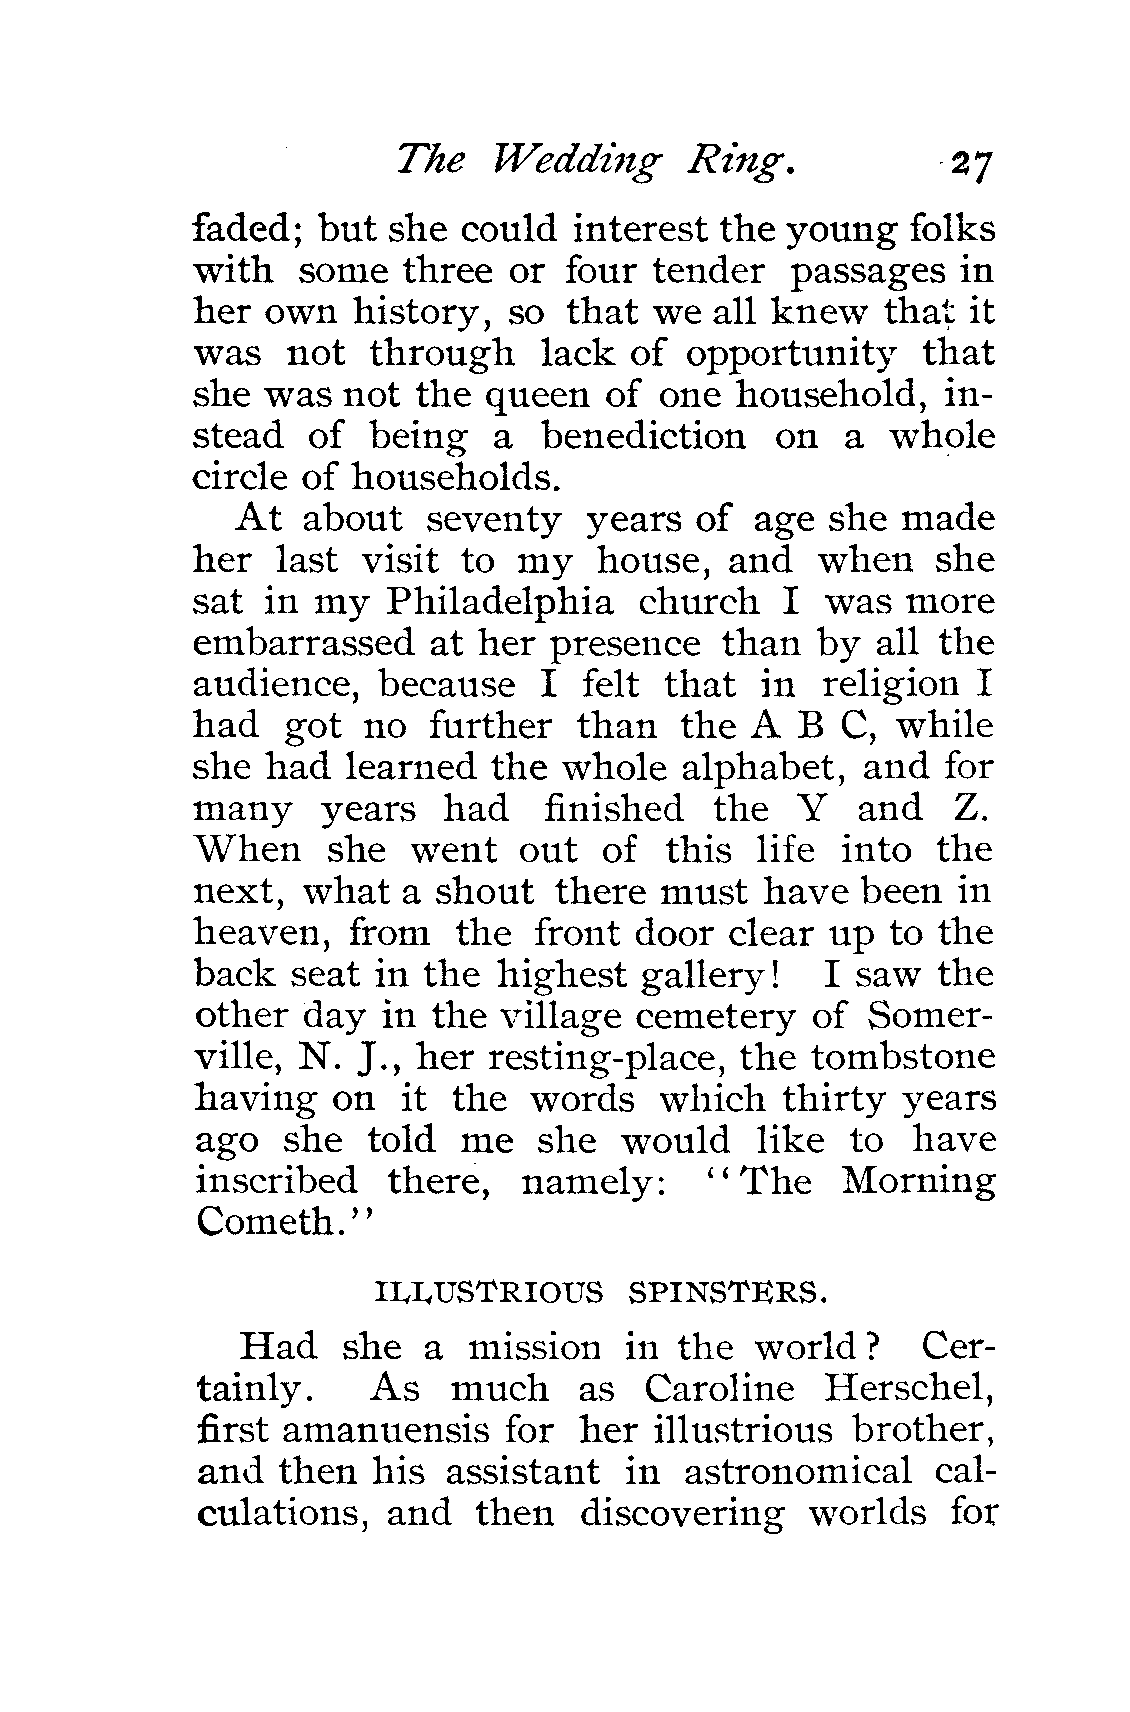 The Wedding Ring. 27
faded; but she could interest the young folks
with some three or four tender passages in
her own history, so that we all knew that it
was not through lack of opportunity that
she was not the queen of one household, in-
stead of being a benediction on a whole
circle of households.
At about seventy years of age she made
her last visit to my house, and when she
sat in my Philadelphia church I was more
embarrassed at her presence than by all the
audience, because I felt that in religion I
had got no further than the A B C, while
she had learned the whole alphabet, and for
many years had finished the Y and Z.
When she went out of this life into the
next, what a shout there must have been in
heaven, from the front door clear up to the
back seat in the highest gallery! I saw the
other day in the village cemetery of Somer-
ville, N. J., her resting-place, the tombstone
having on it the words which thirty years
ago she told me she would like to have
inscribed there, namely: "The Morning
Cometh."
ILLUSTRIOUS SPINSTERS.
Had she a mission in the world? Cer-
tainly. As much as Caroline Herschel,
first amanuensis for her illustrious brother,
and then his assistant in astronomical cal-
culations, and then discovering worlds for